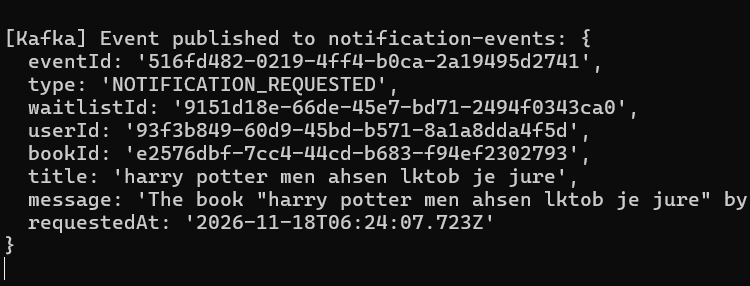 [Kafka] Event published to notification-events: {
  eventId: '516fd482-0219-4ff4-b0ca-2a19495d2741',
  type: 'NOTIFICATION_REQUESTED',
  waitlistId: '9151d18e-66de-45e7-bd71-2494f0343ca0',
  userId: '93f3b849-60d9-45bd-b571-8a1a8dda4f5d',
  bookId: 'e2576dbf-7cc4-44cd-b683-f94ef2302793',
  title: 'harry potter men ahsen lktob je jure',
  message: 'The book "harry potter men ahsen lktob je jure" by
  requestedAt: '2026-11-18T06:24:07.723Z'
}